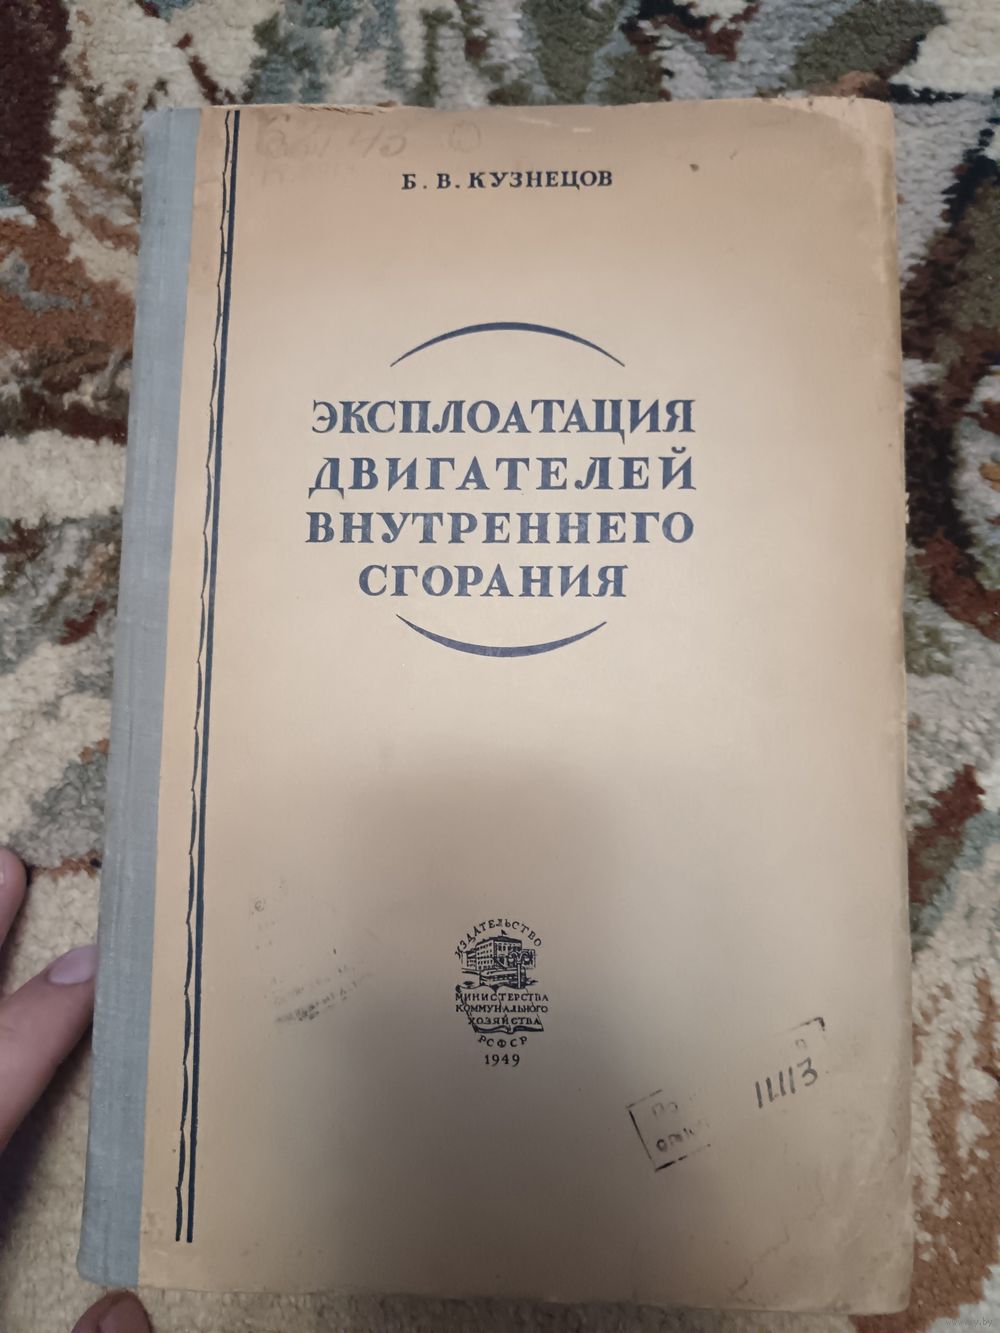 Б. В. КУЗНЕЦОВ
ЭКСПЛОАТАЦИЯ
ДВИГАТЕЛЕЙ
ВНУТРЕННЕГО
СГОРАНИЯ
ИЗДАТЕЛЬСТВО
МИНИСТЕРСТВА
КОММУНАЛЬНОГО
ХОЗЯЙСТВА
РСФСР
1949
11113